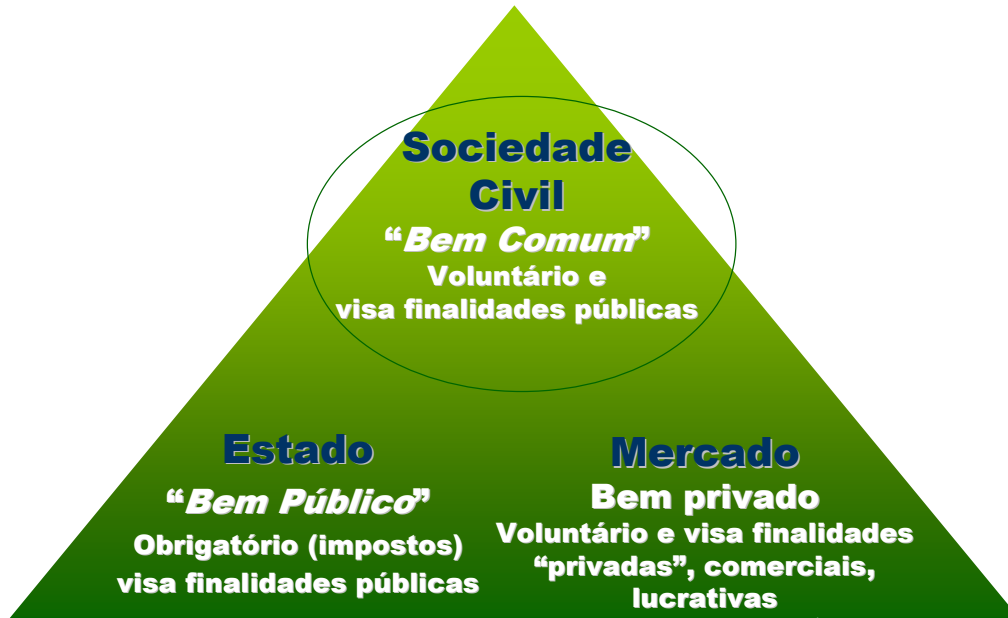 Sociedade
Civil
“Bem Comum”
Voluntário e
visa finalidades públicas
Estado
“Bem Público”
Obrigatório (impostos)
visa finalidades públicas
Mercado
Bem privado
Voluntário e visa finalidades
“privadas”, comerciais,
lucrativas